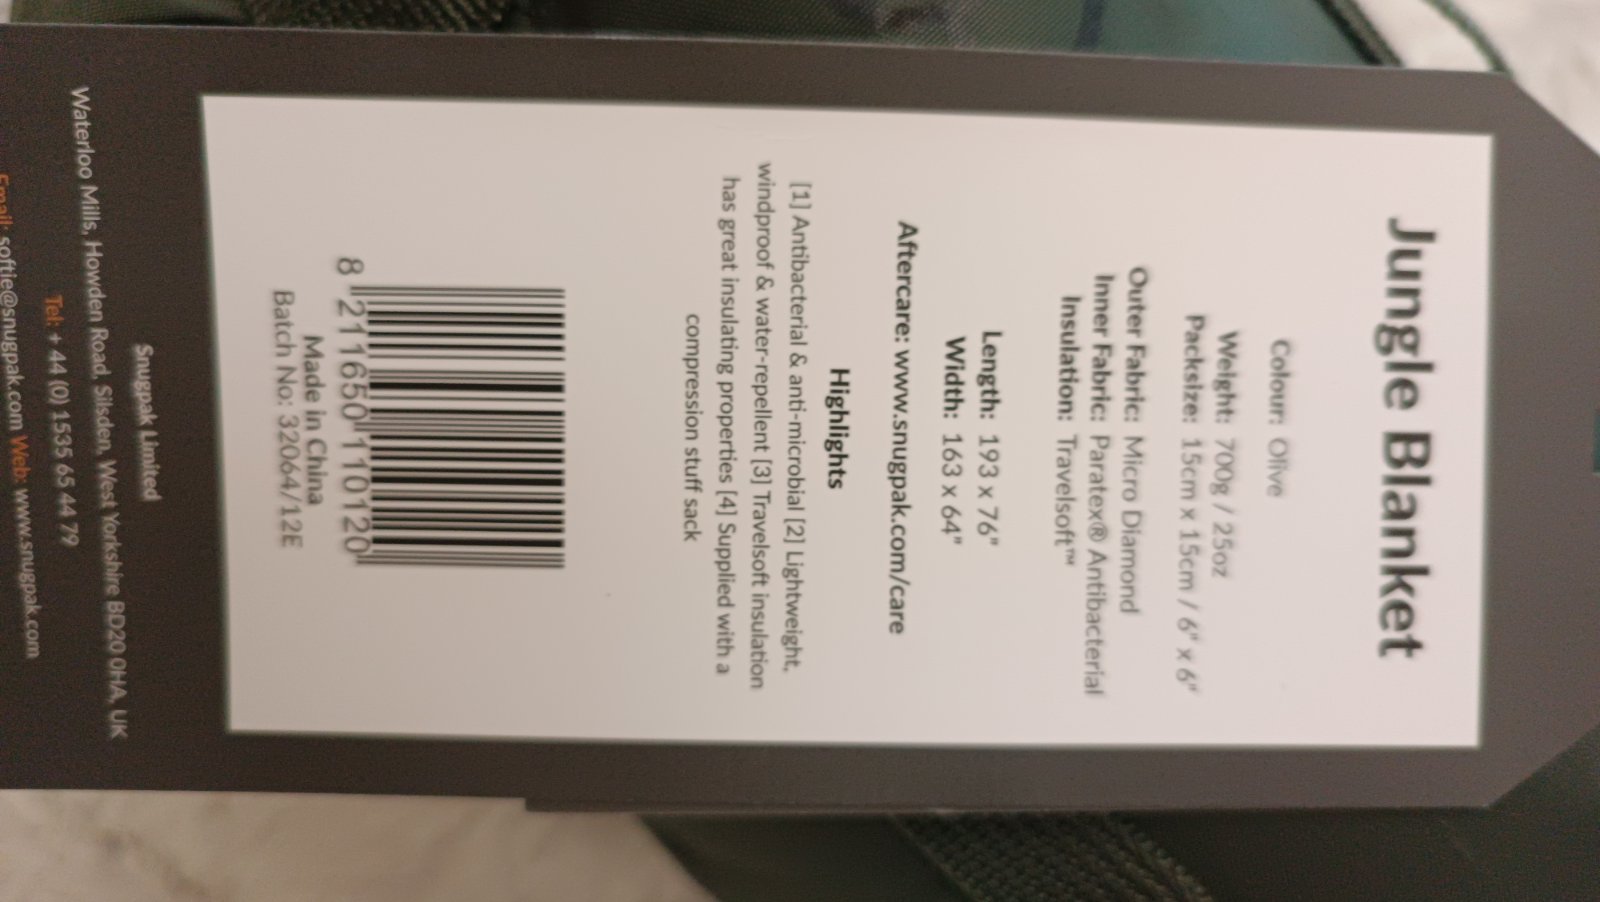 Jungle Blanket
Colour: Olive
Weight: 700g / 25oz
Packsize: 15cm x 15cm / 6" x 6"
Outer Fabric: Micro Diamond
Inner Fabric: Paratex® Antibacterial
Insulation: Travelsoft™
Length: 193 x 76"
Width: 163 x 64"
Aftercare: www.snugpak.com/care
Highlights
[1] Antibacterial & anti-microbial [2] Lightweight,
windproof & water-repellent [3] Travelsoft insulation
has great insulating properties [4] Supplied with a
compression stuff sack
8 211650 110120
Made in China
Batch No: 32064/12E
Snugpak Limited
Waterloo Mills, Howden Road, Silsden, West Yorkshire BD20 0HA, UK
Tel: + 44 (0) 1535 65 44 79
Email: softie@snugpak.com Web: www.snugpak.com